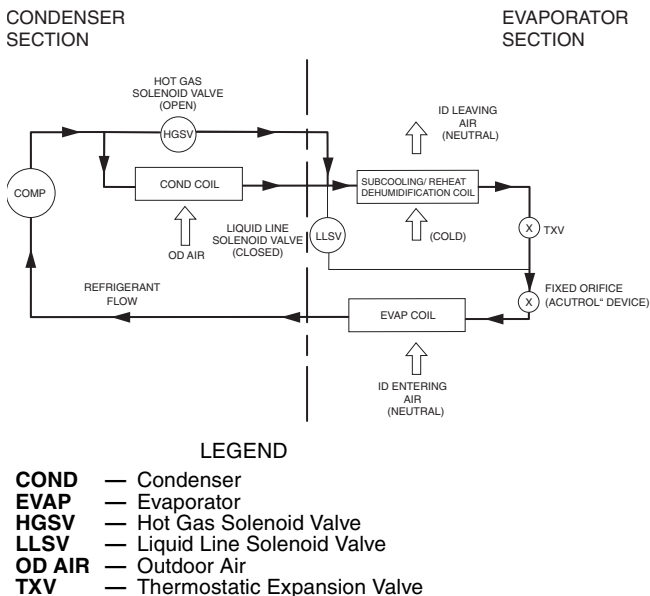 CONDENSER
SECTION
EVAPORATOR
SECTION
HOT GAS
SOLENOID VALVE
(OPEN)
HGSV
ID LEAVING
AIR
(NEUTRAL)
COMP
COND COIL
SUBCOOLING/ REHEAT
DEHUMIDIFICATION COIL
OD AIR
LIQUID LINE
SOLENOID VALVE
(CLOSED)
LLSV
(COLD)
X
TXV
REFRIGERANT
FLOW
EVAP COIL
X
FIXED ORIFICE
(ACUTROL“ DEVICE)
ID ENTERING
AIR
(NEUTRAL)
LEGEND
COND — Condenser
EVAP — Evaporator
HGSV — Hot Gas Solenoid Valve
LLSV — Liquid Line Solenoid Valve
OD AIR — Outdoor Air
TXV — Thermostatic Expansion Valve